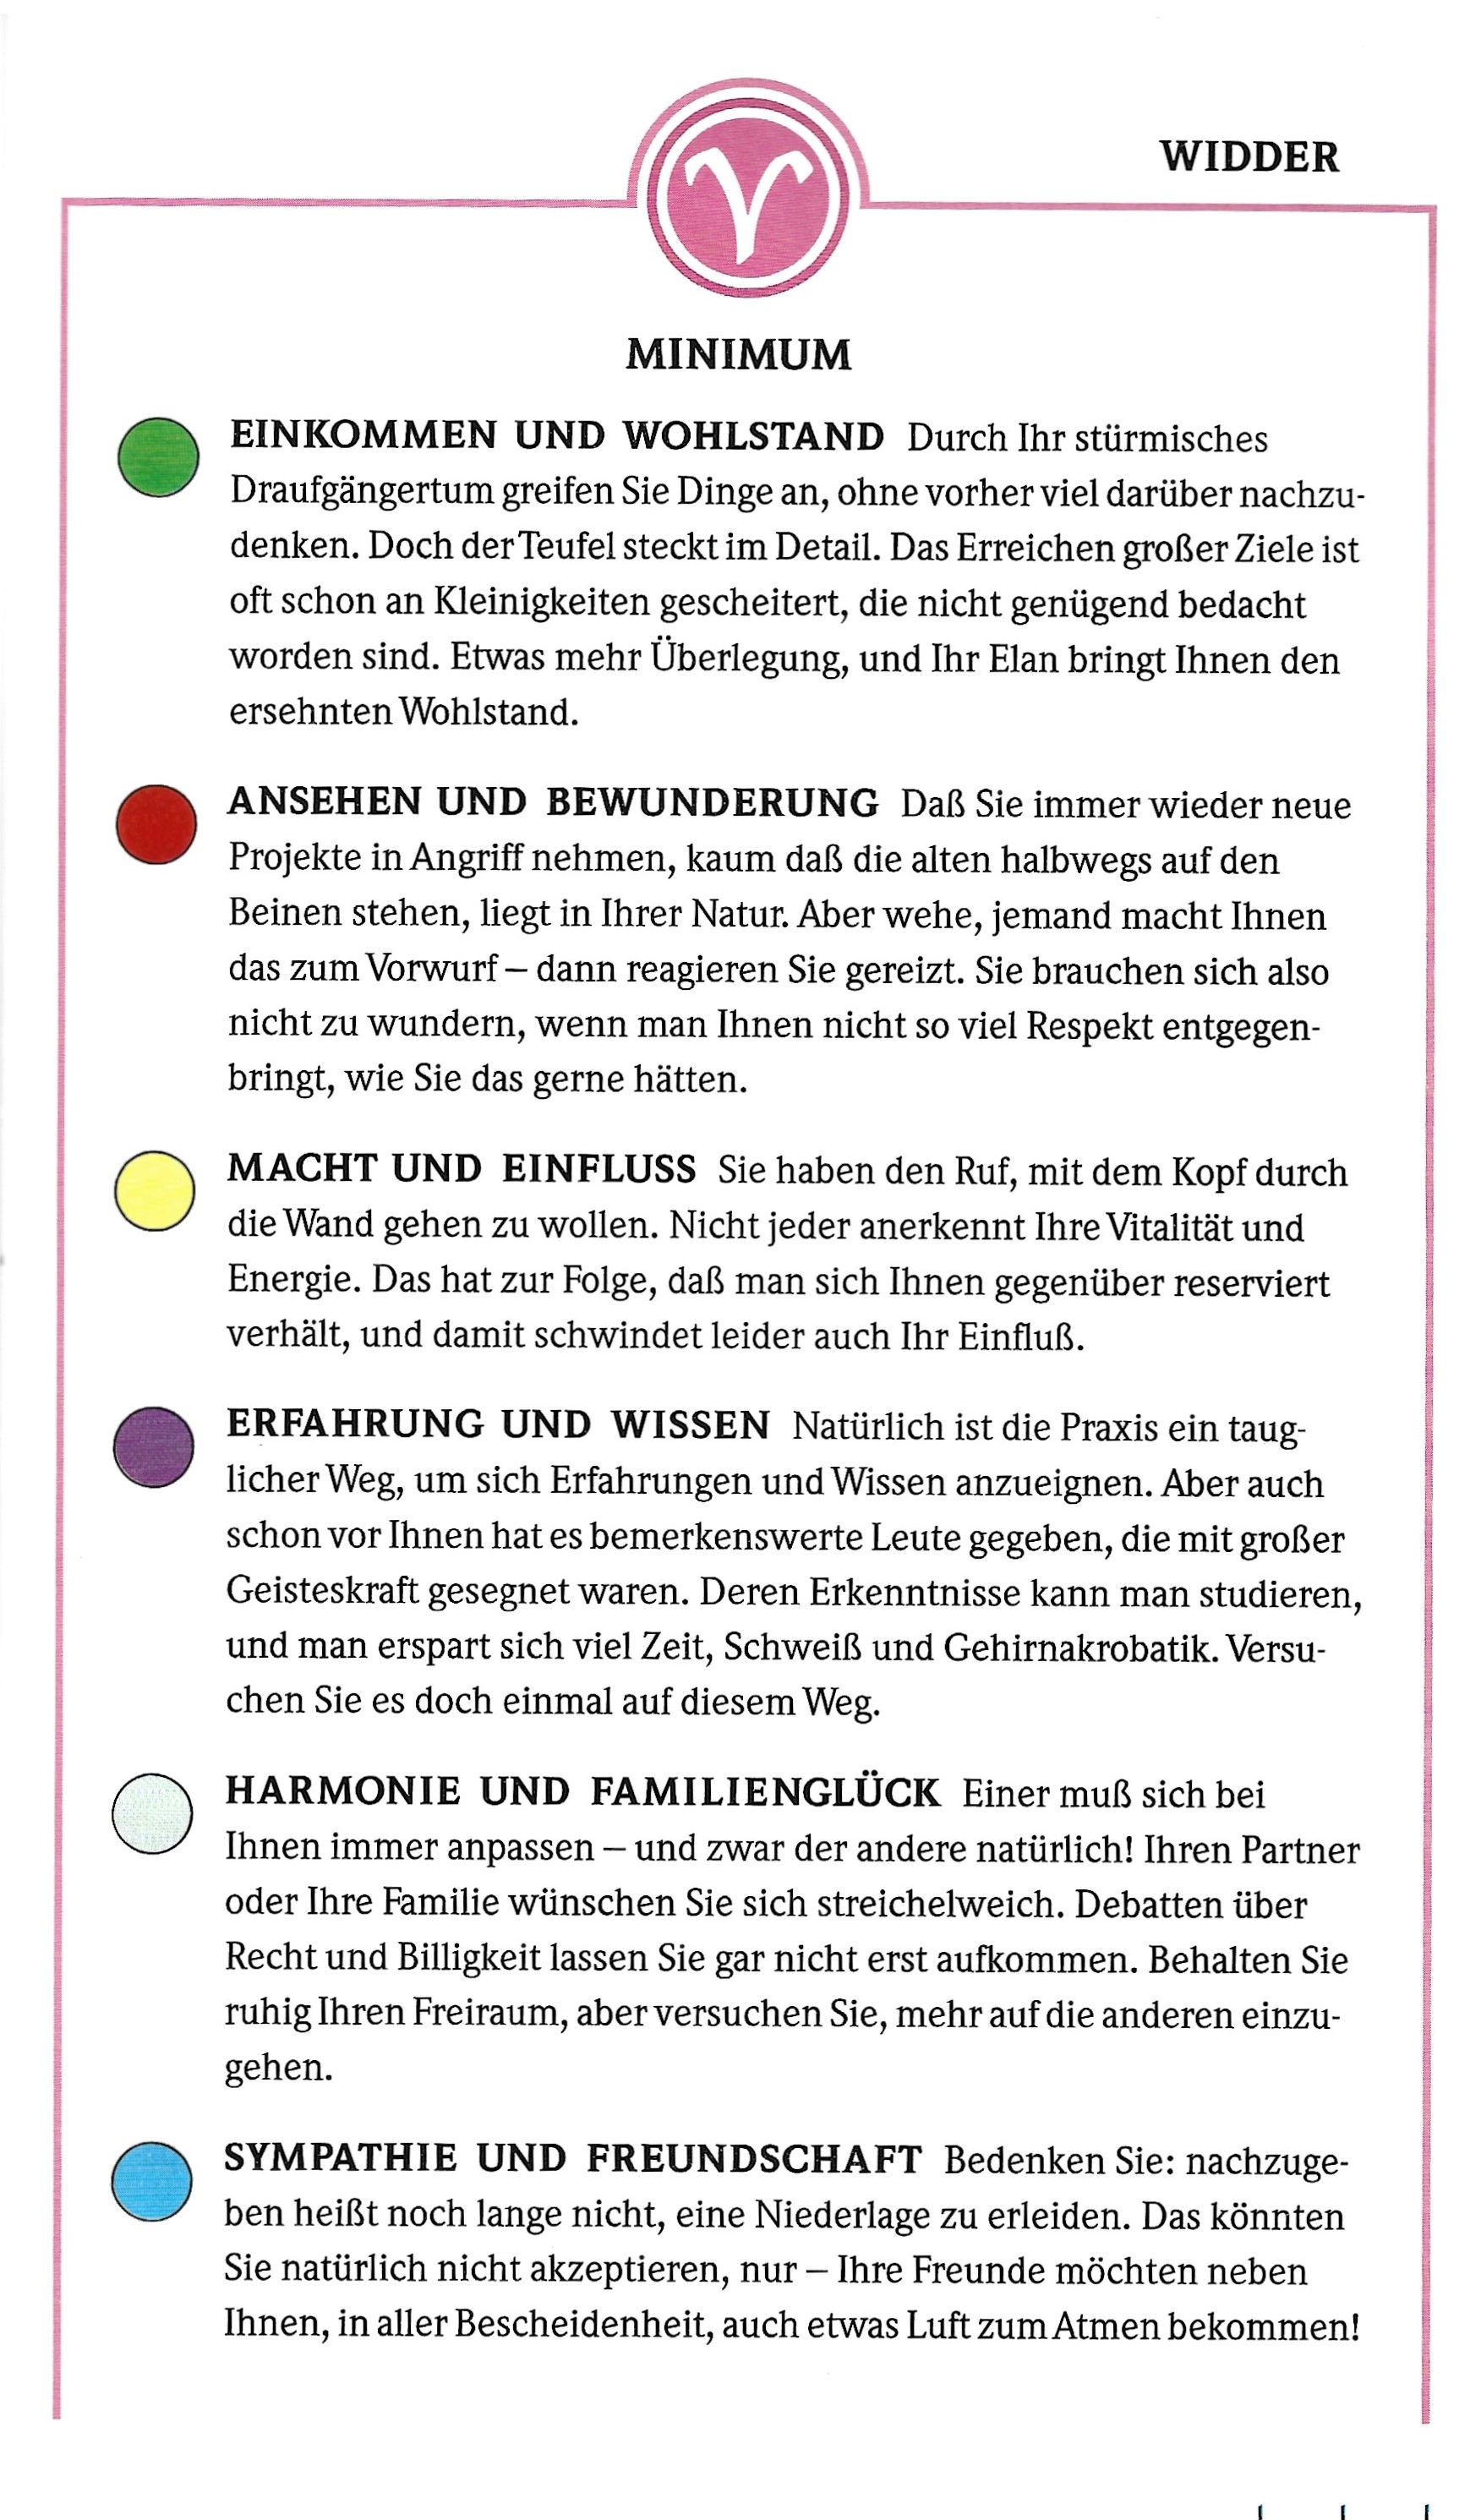 WIDDER
MINIMUM
EINKOMMEN UND WOHLSTAND Durch Ihr stürmisches
Draufgängertum greifen Sie Dinge an, ohne vorher viel darüber nachzu-
denken. Doch der Teufel steckt im Detail. Das Erreichen großer Ziele ist
oft schon an Kleinigkeiten gescheitert, die nicht genügend bedacht
worden sind. Etwas mehr Überlegung, und Ihr Elan bringt Ihnen den
ersehnten Wohlstand.
ANSEHEN UND BEWUNDERUNG Daß Sie immer wieder neue
Projekte in Angriff nehmen, kaum daß die alten halbwegs auf den
Beinen stehen, liegt in Ihrer Natur. Aber wehe, jemand macht Ihnen
das zum Vorwurf – dann reagieren Sie gereizt. Sie brauchen sich also
nicht zu wundern, wenn man Ihnen nicht so viel Respekt entgegen-
bringt, wie Sie das gerne hätten.
MACHT UND EINFLUSS Sie haben den Ruf, mit dem Kopf durch
die Wand gehen zu wollen. Nicht jeder anerkennt Ihre Vitalität und
Energie. Das hat zur Folge, daß man sich Ihnen gegenüber reserviert
verhält, und damit schwindet leider auch Ihr Einfluß.
ERFAHRUNG UND WISSEN Natürlich ist die Praxis ein taug-
licher Weg, um sich Erfahrungen und Wissen anzueignen. Aber auch
schon vor Ihnen hat es bemerkenswerte Leute gegeben, die mit großer
Geisteskraft gesegnet waren. Deren Erkenntnisse kann man studieren,
und man erspart sich viel Zeit, Schweiß und Gehirnakrobatik. Versu-
chen Sie es doch einmal auf diesem Weg.
HARMONIE UND FAMILIENGLÜCK Einer muß sich bei
Ihnen immer anpassen – und zwar der andere natürlich! Ihren Partner
oder Ihre Familie wünschen Sie sich streichelweich. Debatten über
Recht und Billigkeit lassen Sie gar nicht erst aufkommen. Behalten Sie
ruhig Ihren Freiraum, aber versuchen Sie, mehr auf die anderen einzu-
gehen.
SYMPATHIE UND FREUNDSCHAFT Bedenken Sie: nachzuge-
ben heißt noch lange nicht, eine Niederlage zu erleiden. Das könnten
Sie natürlich nicht akzeptieren, nur – Ihre Freunde möchten neben
Ihnen, in aller Bescheidenheit, auch etwas Luft zum Atmen bekommen!